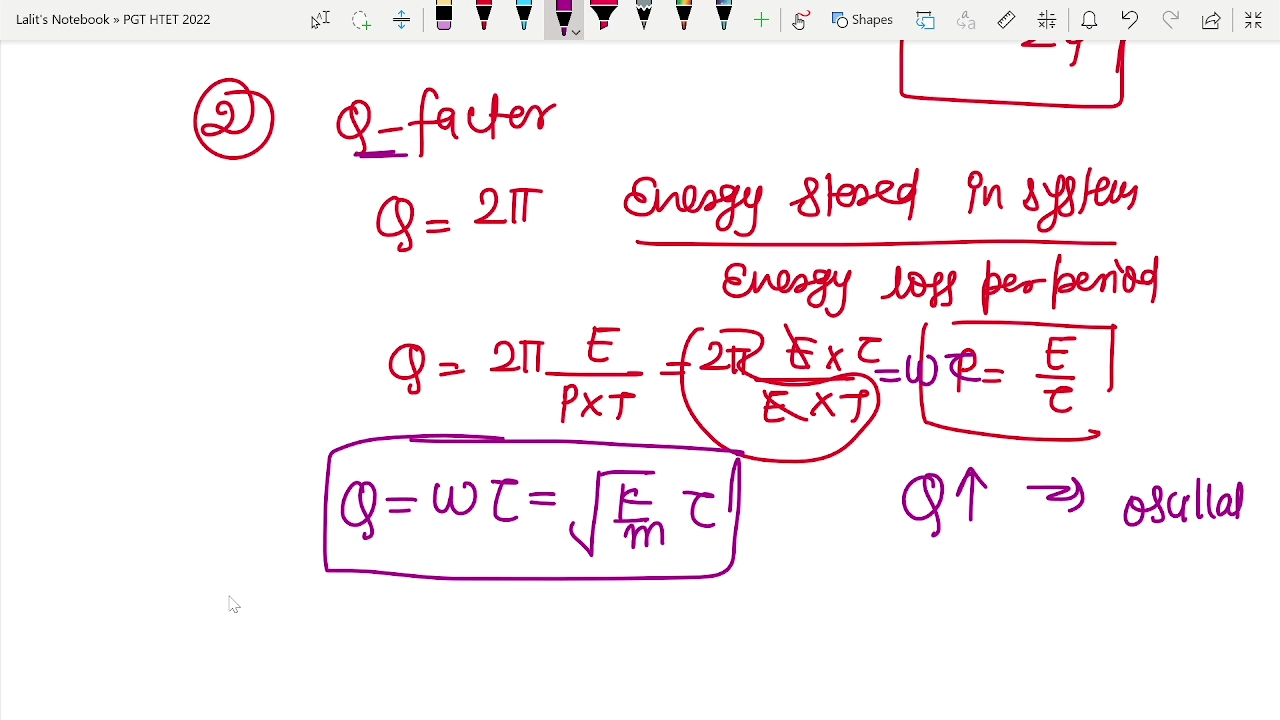 Lalit's Notebook » PGT HTET 2022
Shapes
② Q-factor
Q = 2π Energy stored in system
Energy loss per period
Q = 2π E / P×T = 2π E×τ / E×T = ωτ
P = E / τ
Q = ωτ = √(K/m) τ
Q↑ ⇒ oscillat